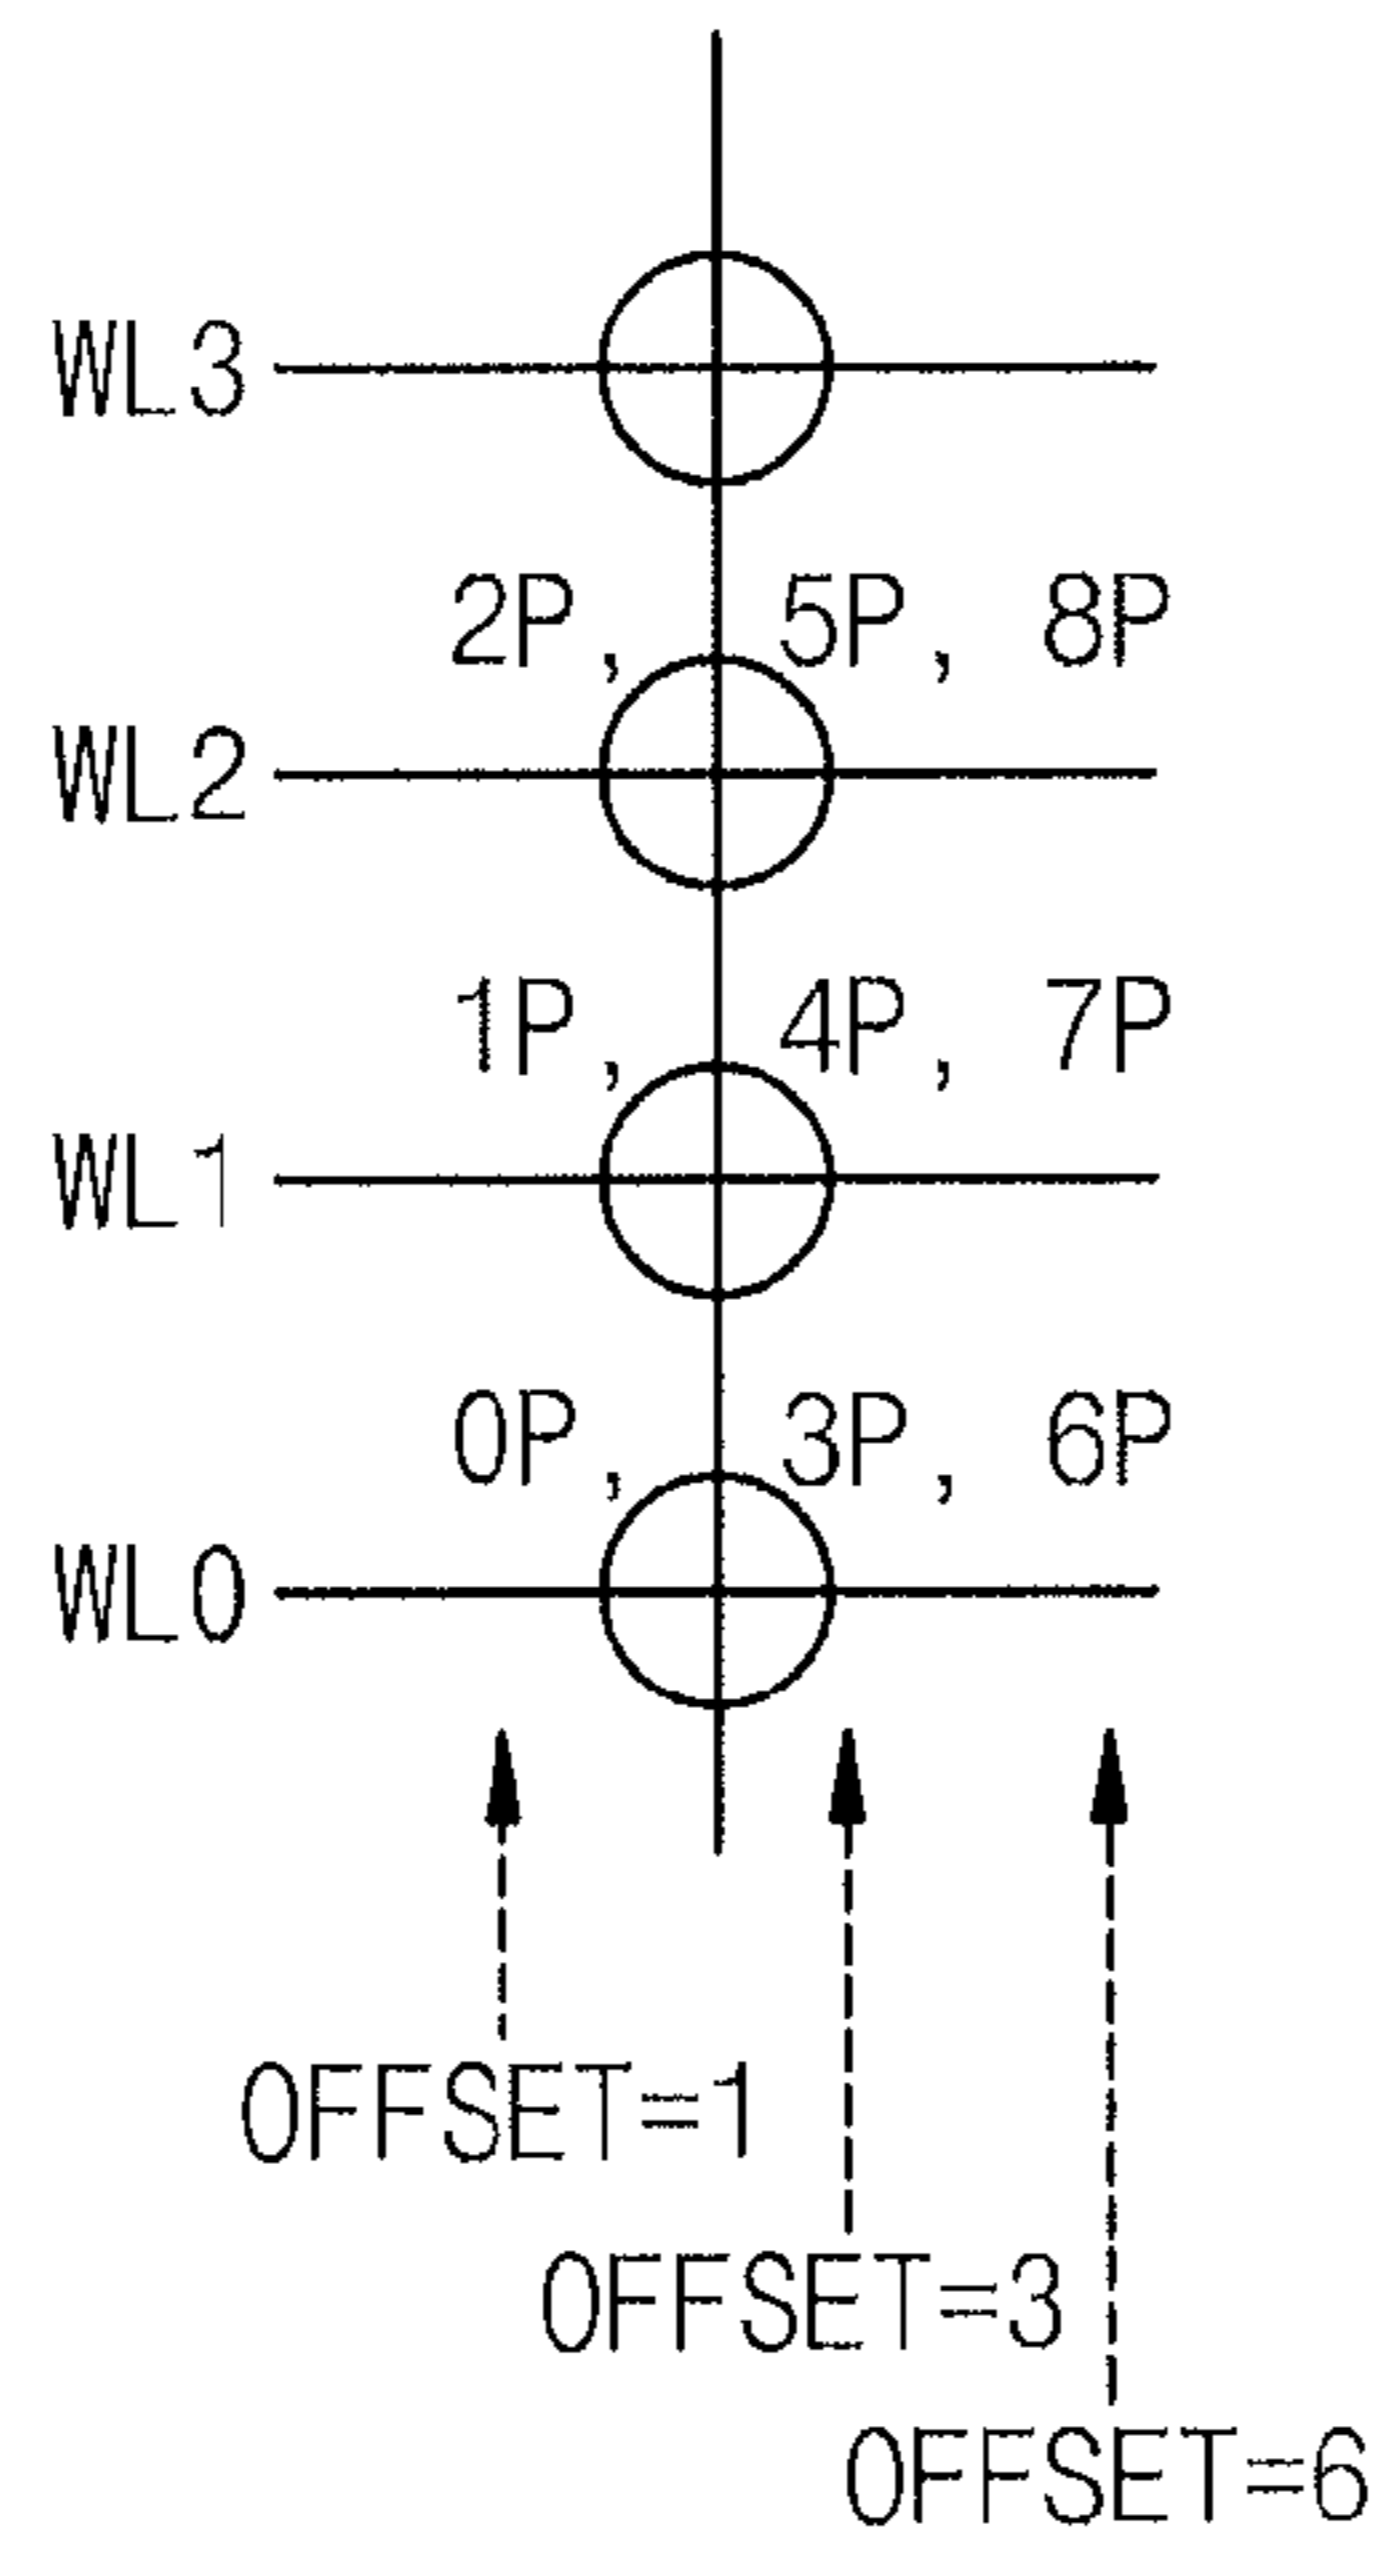 WL3
2P, 5P, 8P
WL2
1P, 4P, 7P
WL1
0P, 3P, 6P
WL0
OFFSET=1
OFFSET=3
OFFSET=6